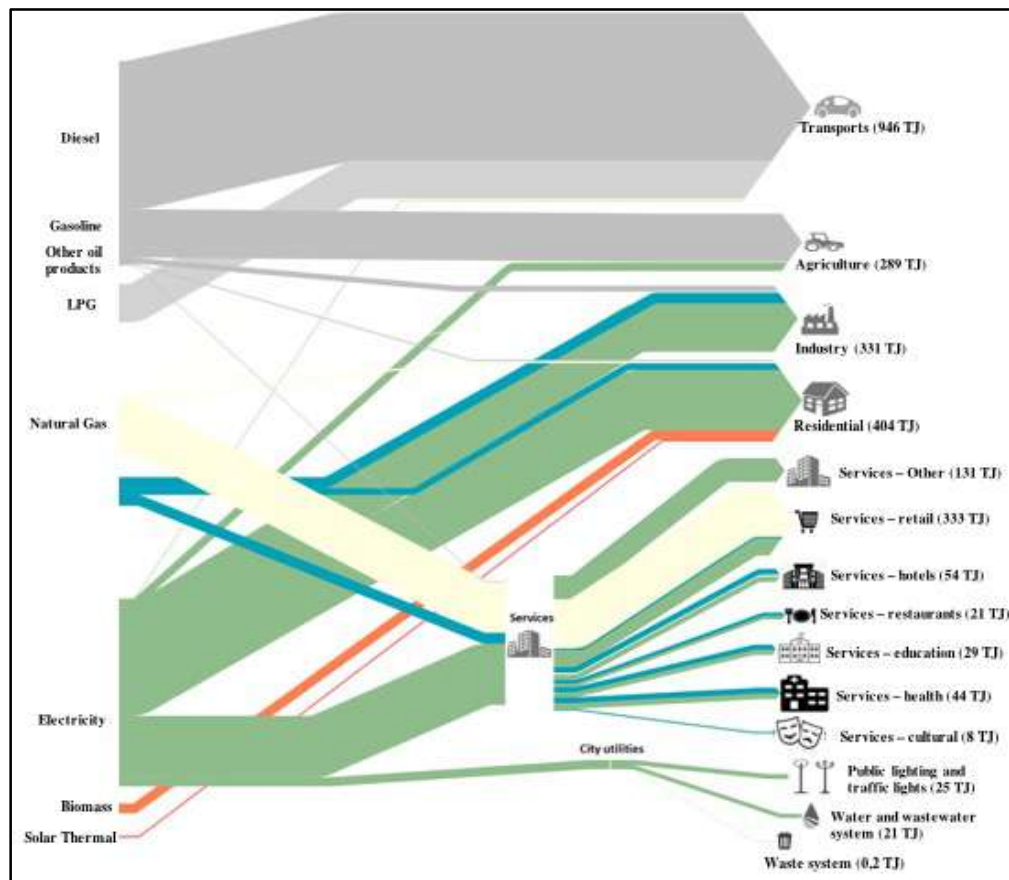 Diesel
Gasoline
Other oil
products
LPG
Natural Gas
Electricity
Biomass
Solar Thermal
Services
City utilities
Transports (946 TJ)
Agriculture (289 TJ)
Industry (331 TJ)
Residential (404 TJ)
Services – Other (131 TJ)
Services – retail (333 TJ)
Services – hotels (54 TJ)
Services – restaurants (21 TJ)
Services – education (29 TJ)
Services – health (44 TJ)
Services – cultural (8 TJ)
Public lighting and
traffic lights (25 TJ)
Water and wastewater
system (21 TJ)
Waste system (0,2 TJ)